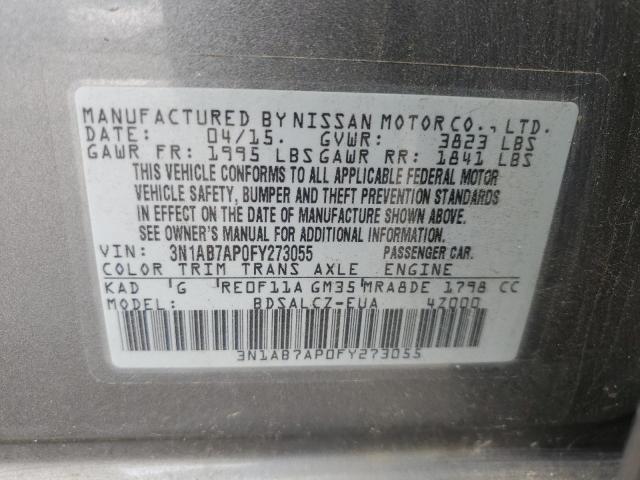 MANUFACTURED BY NISSAN MOTOR CO., LTD.
DATE: 04/15. GVWR: 3823 LBS
GAWR FR: 1995 LBS GAWR RR: 1841 LBS
THIS VEHICLE CONFORMS TO ALL APPLICABLE FEDERAL MOTOR
VEHICLE SAFETY, BUMPER AND THEFT PREVENTION STANDARDS
IN EFFECT ON THE DATE OF MANUFACTURE SHOWN ABOVE.
SEE OWNER'S MANUAL FOR ADDITIONAL INFORMATION.
VIN: 3N1AB7AP0FY273055 PASSENGER CAR.
COLOR TRIM TRANS AXLE ENGINE
KAD G RE0F11A GM35 MRA8DE 1798 CC
MODEL BDSALCZ-EUA 4Z000
3N1AB7AP0FY273055